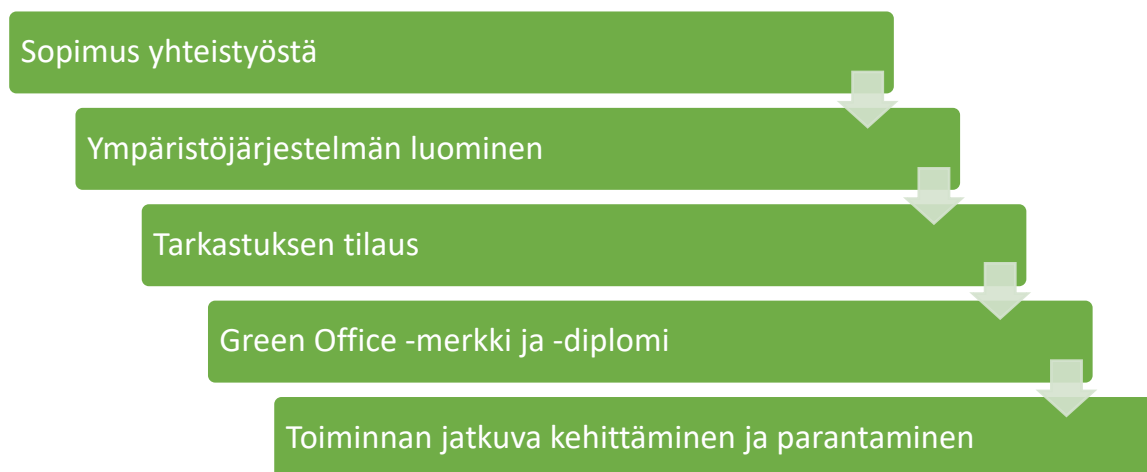 Sopimus yhteistyöstä
Ympäristöjärjestelmän luominen
Tarkastuksen tilaus
Green Office -merkki ja -diplomi
Toiminnan jatkuva kehittäminen ja parantaminen